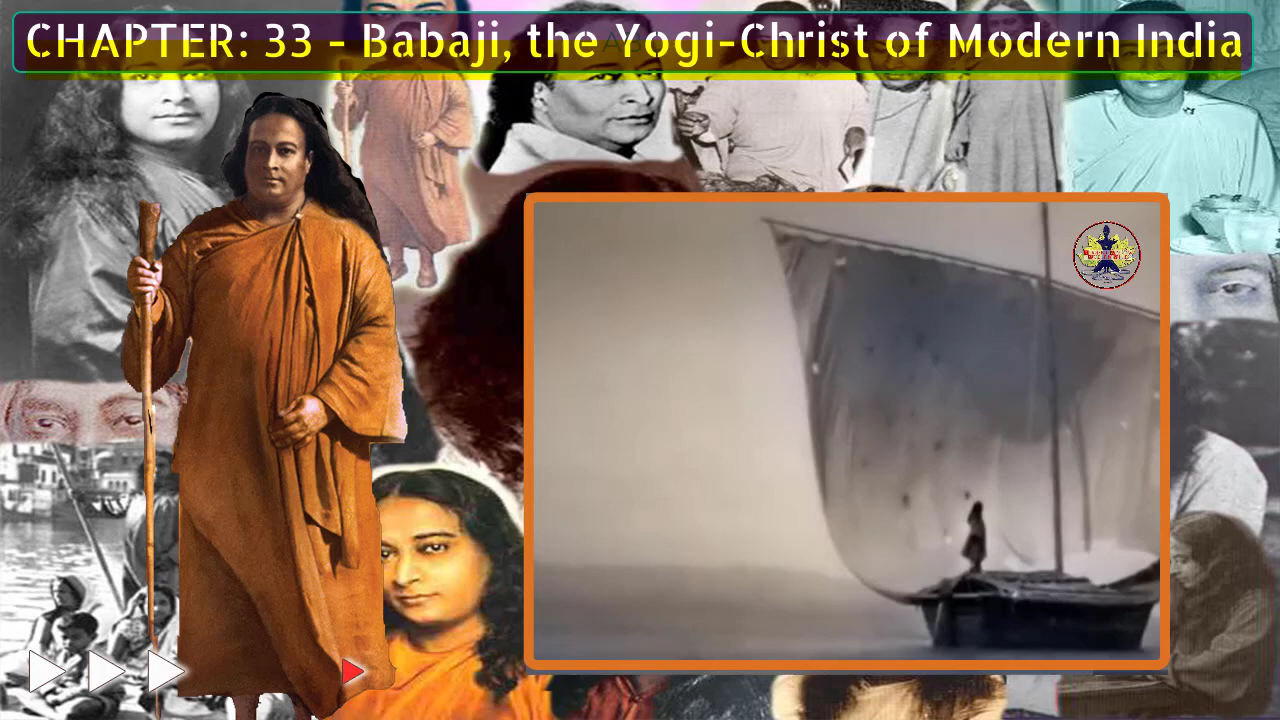 CHAPTER: 33 - Babaji, the Yogi-Christ of Modern India